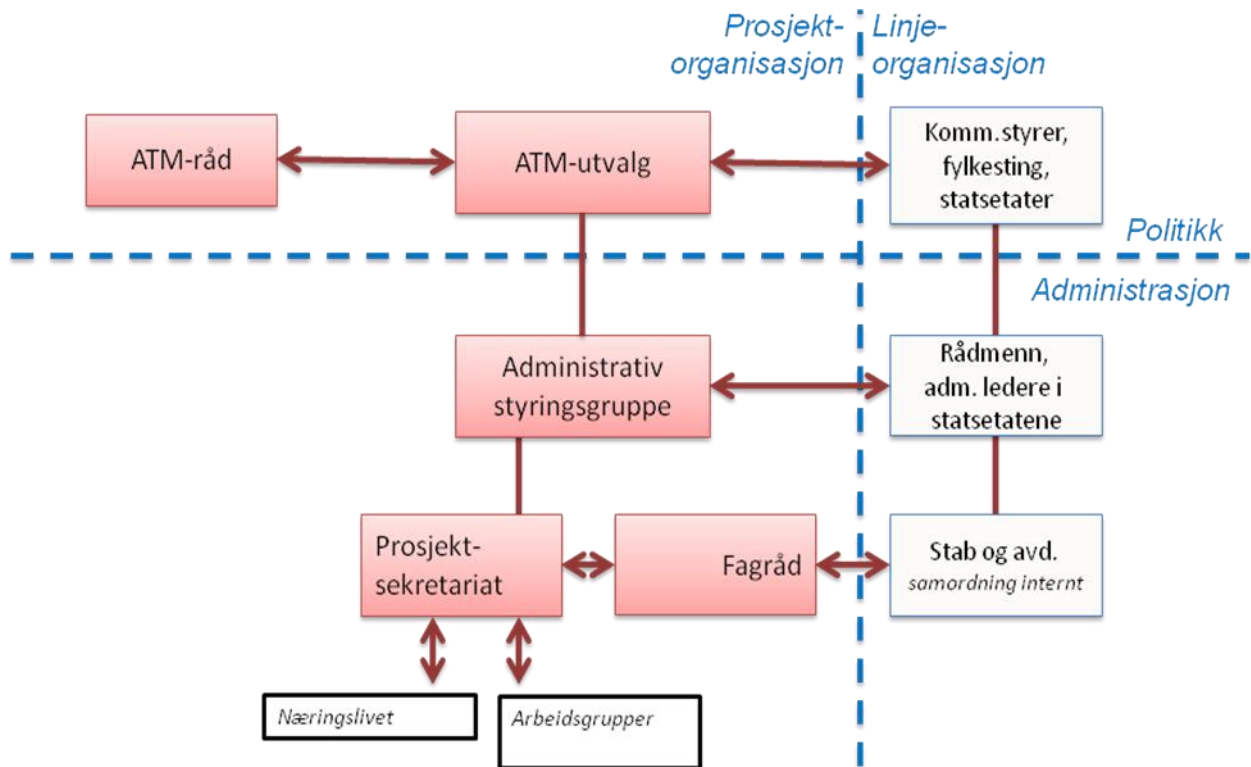 Prosjekt-
organisasjon
Linje-
organisasjon
ATM-råd
ATM-utvalg
Komm.styrer,
fylkesting,
statsetater
Politikk
Administrasjon
Administrativ
styringsgruppe
Rådmenn,
adm. ledere i
statsetatene
Prosjekt-
sekretariat
Fagråd
Stab og avd.
samordning internt
Næringslivet
Arbeidsgrupper